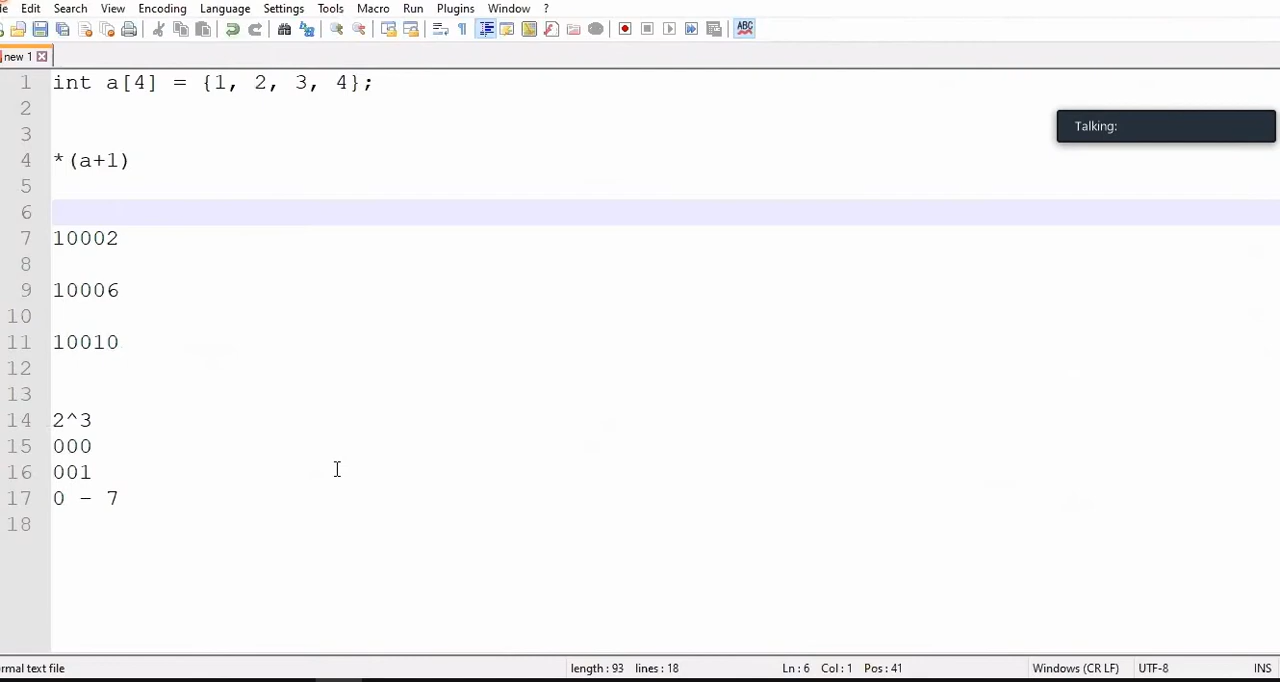 le Edit Search View Encoding Language Settings Tools Macro Run Plugins Window ?
ABC
new 1
1 int a[4] = {1, 2, 3, 4};
2
Talking:
3
4 *(a+1)
5
6
7 10002
8
9 10006
10
11 10010
12
13
14 2^3
15 000
16 001
17 0 - 7
18
rmal text file length : 93 lines : 18 Ln : 6 Col : 1 Pos : 41 Windows (CR LF) UTF-8 INS